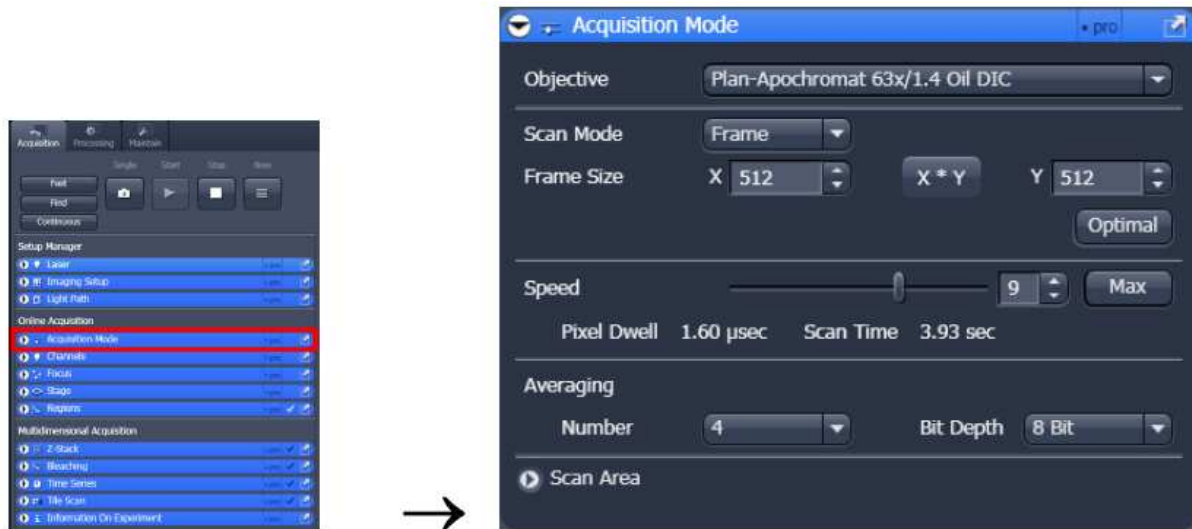 Acquisition Processing Maintain
Single Start Stop New
Fast
Find
Continuous
Setup Manager
Laser
Imaging Setup
Light Path
Online Acquisition
Acquisition Mode
Channels
Focus
Stage
Regions
Multidimensional Acquisition
Z-Stack
Bleaching
Time Series
Tile Scan
Information On Experiment
→
Acquisition Mode • pro
Objective Plan-Apochromat 63x/1.4 Oil DIC
Scan Mode Frame
Frame Size X 512 X * Y Y 512
Optimal
Speed 9 Max
Pixel Dwell 1.60 µsec Scan Time 3.93 sec
Averaging
Number 4 Bit Depth 8 Bit
Scan Area